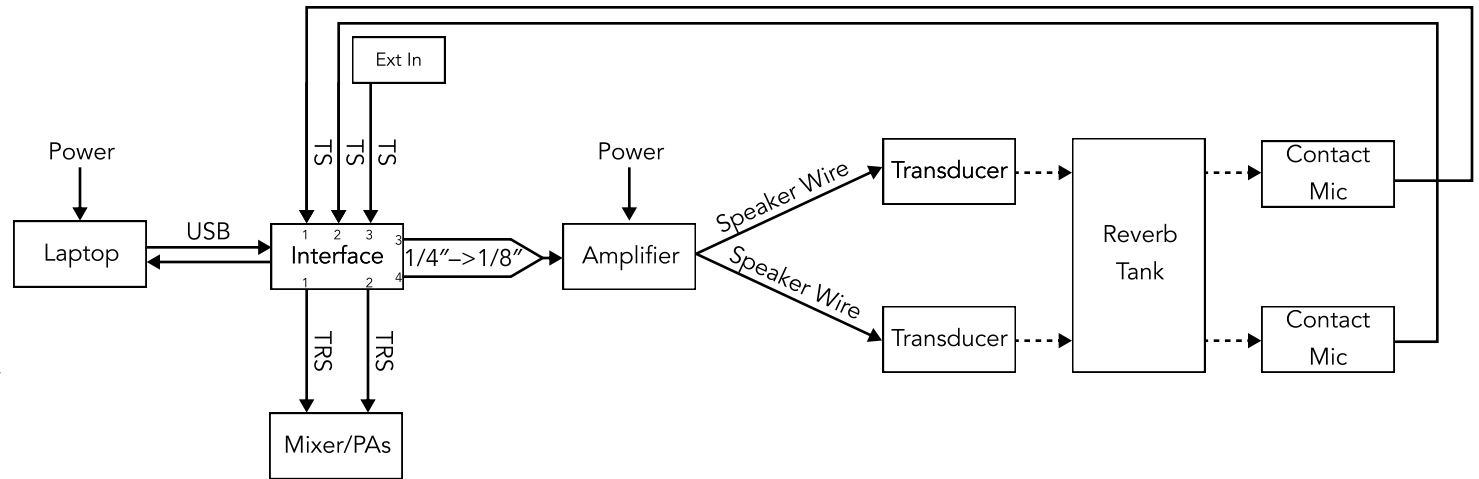 Ext In
TS
TS
TS
Power
Power
Laptop
USB
1
2
3
Interface
3
4
1
2
1/4"–>1/8"
Amplifier
Speaker Wire
Speaker Wire
Transducer
Transducer
Reverb
Tank
Contact
Mic
Contact
Mic
TRS
TRS
Mixer/PAs